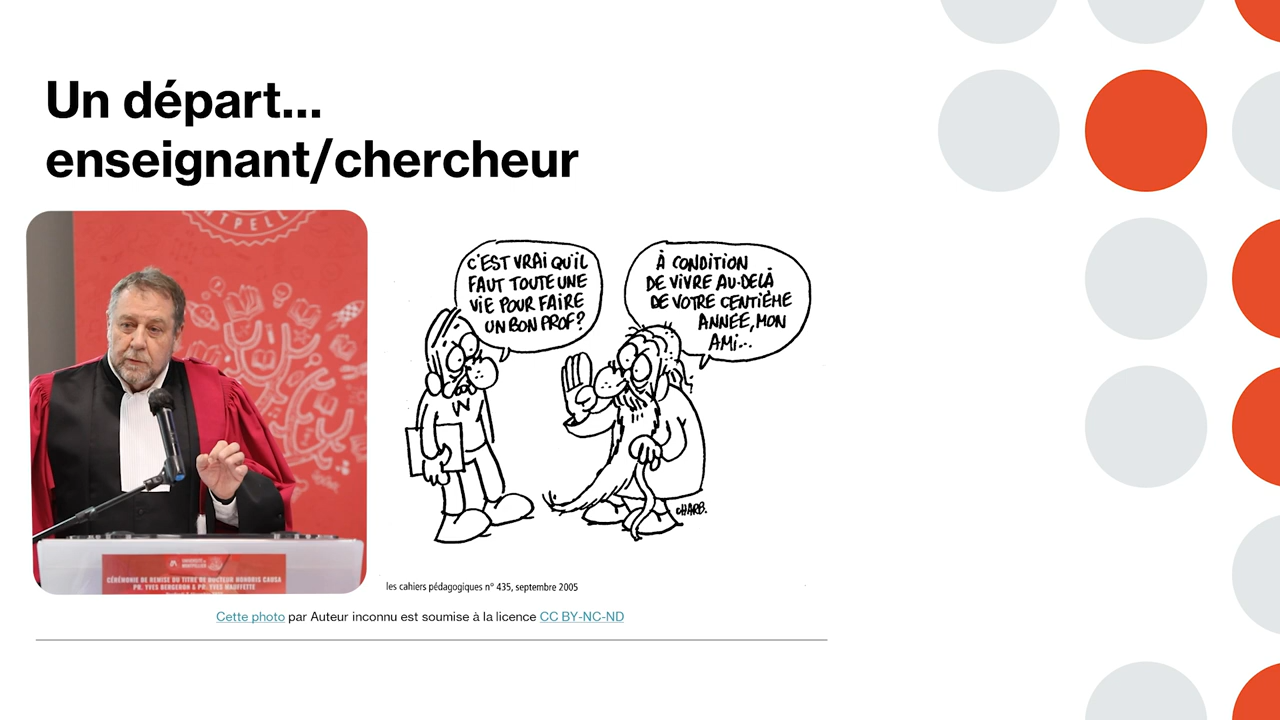 Un départ...
enseignant/chercheur
C'EST VRAI QU'IL
FAUT TOUTE UNE
VIE POUR FAIRE
UN BON PROF?
À CONDITION
DE VIVRE AU-DELÀ
DE VOTRE CENTIÈME
ANNÉE, MON
AMI...
CHARB.
UNIVERSITÉ DE
MONTPELLIER
CÉRÉMONIE DE REMISE DU TITRE DE DOCTEUR HONORIS CAUSA
PR. YVES BERGERON & PR. YVES MAUFFETTE
les cahiers pédagogiques n° 435, septembre 2005
Cette photo par Auteur inconnu est soumise à la licence CC BY-NC-ND